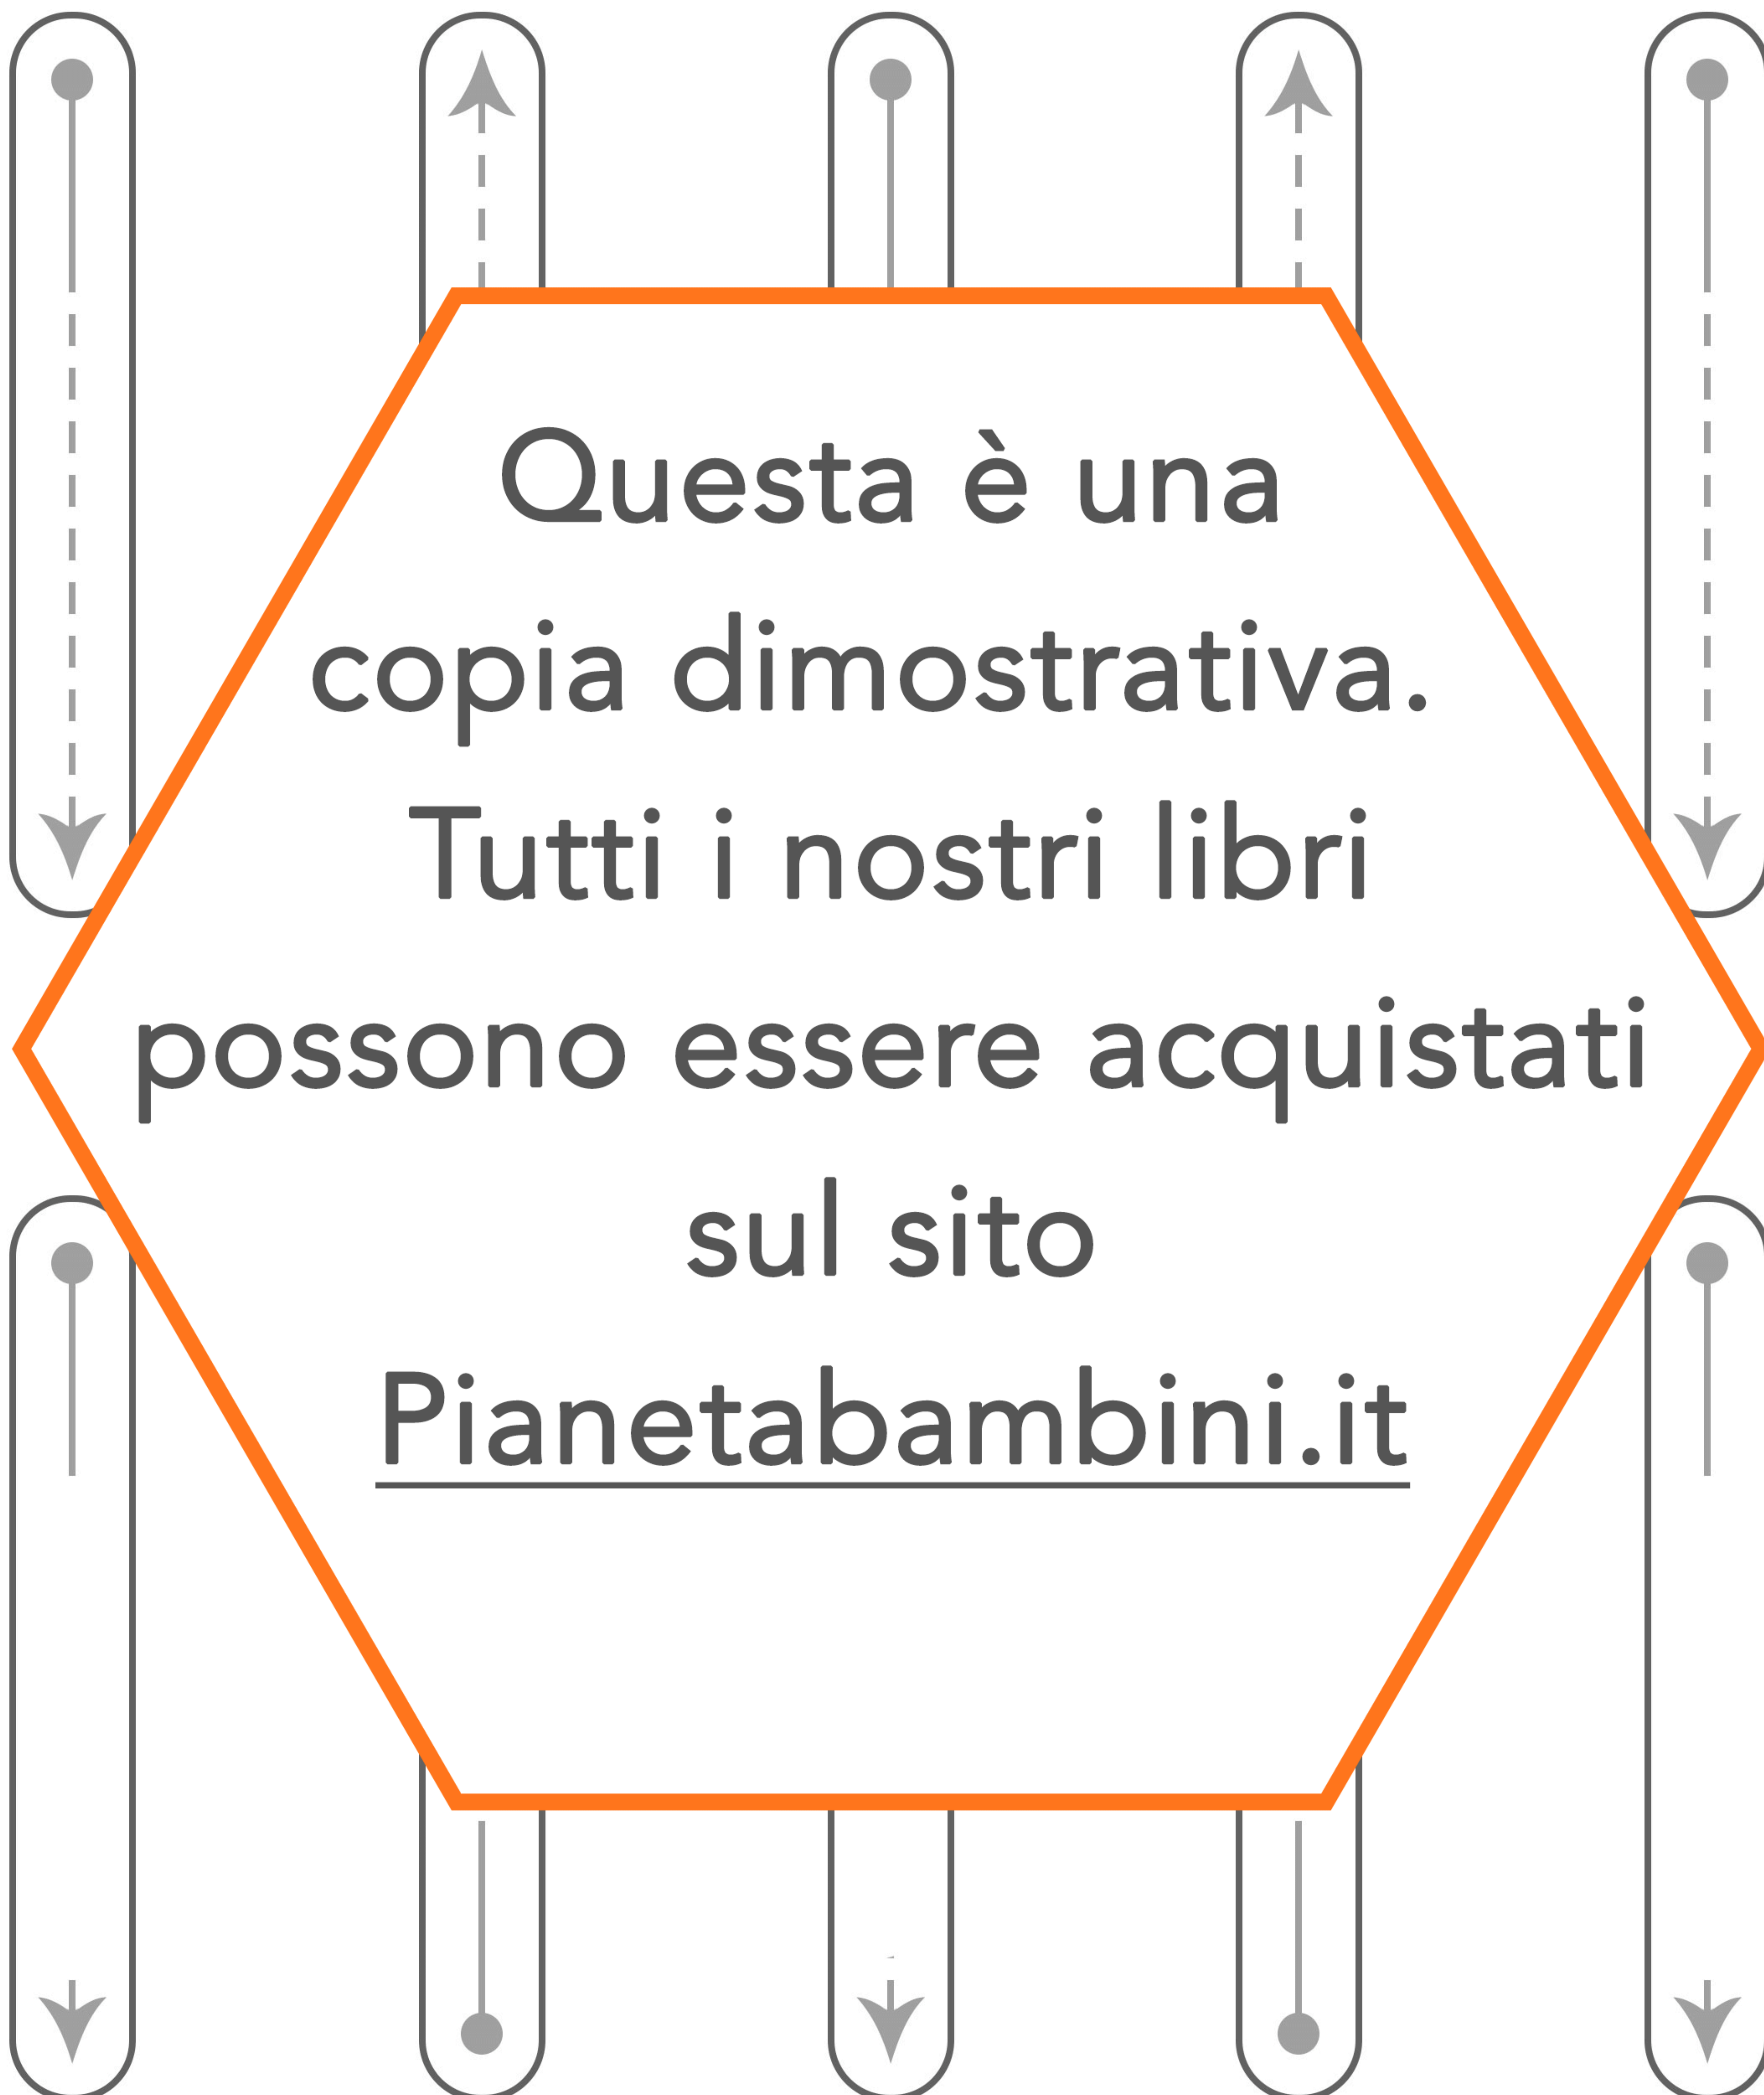 Questa è una
copia dimostrativa.
Tutti i nostri libri
possono essere acquistati
sul sito
Pianetabambini.it